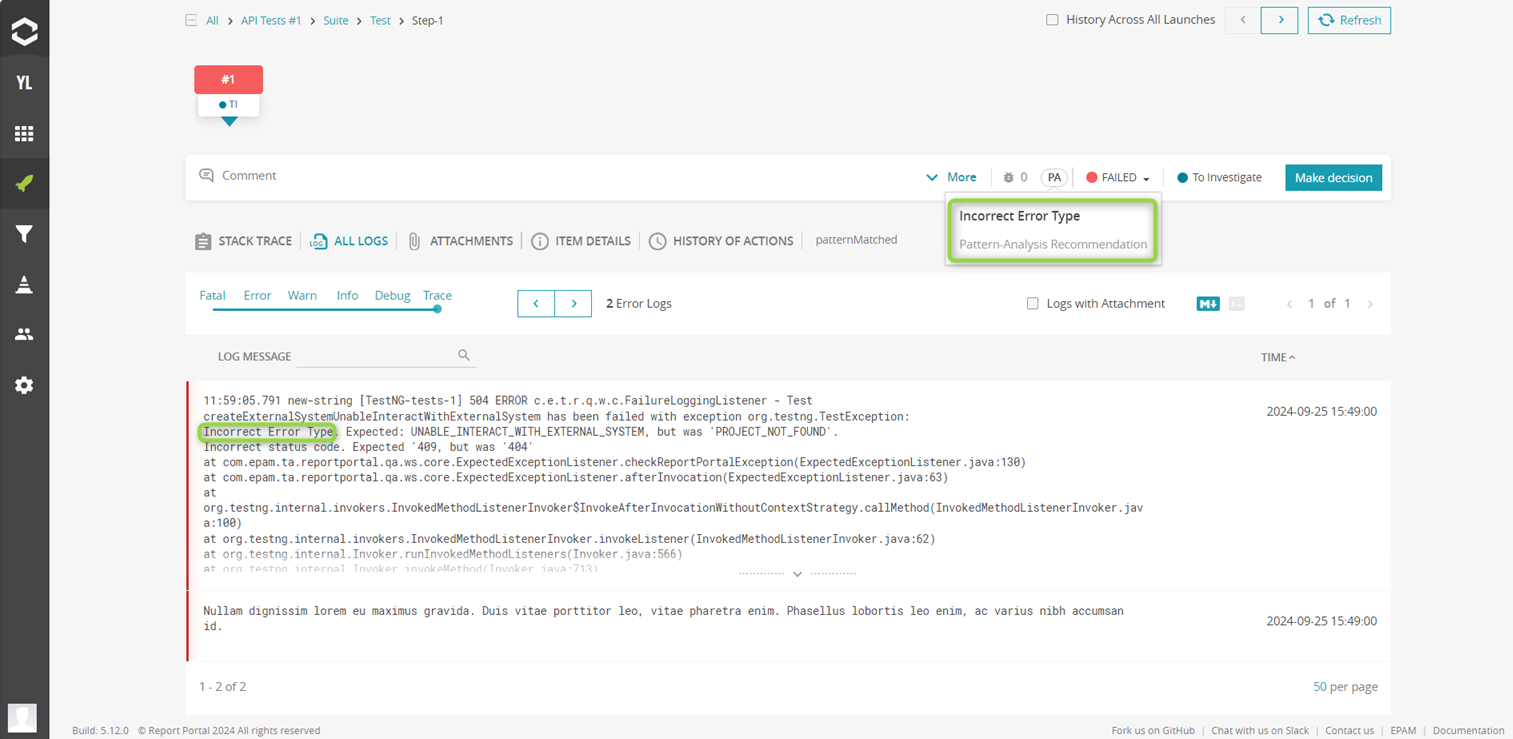 All > API Tests #1 > Suite > Test > Step-1
History Across All Launches
Refresh
YL
#1
TI
Comment
More
0
PA
FAILED
To Investigate
Make decision
Incorrect Error Type
Pattern-Analysis Recommendation
STACK TRACE
LOG
ALL LOGS
ATTACHMENTS
ITEM DETAILS
HISTORY OF ACTIONS
patternMatched
Fatal Error Warn Info Debug Trace
2 Error Logs
Logs with Attachment
M↓
1 of 1
LOG MESSAGE
TIME
11:59:05.791 new-string [TestNG-tests-1] 504 ERROR c.e.t.r.q.w.c.FailureLoggingListener - Test
createExternalSystemUnableInteractWithExternalSystem has been failed with exception org.testng.TestException:
Incorrect Error Type. Expected: UNABLE_INTERACT_WITH_EXTERNAL_SYSTEM, but was 'PROJECT_NOT_FOUND'.
Incorrect status code. Expected '409, but was '404'
at com.epam.ta.reportportal.qa.ws.core.ExpectedExceptionListener.checkReportPortalException(ExpectedExceptionListener.java:130)
at com.epam.ta.reportportal.qa.ws.core.ExpectedExceptionListener.afterInvocation(ExpectedExceptionListener.java:63)
at
org.testng.internal.invokers.InvokedMethodListenerInvoker$InvokeAfterInvocationWithoutContextStrategy.callMethod(InvokedMethodListenerInvoker.jav
a:100)
at org.testng.internal.invokers.InvokedMethodListenerInvoker.invokeListener(InvokedMethodListenerInvoker.java:62)
at org.testng.internal.Invoker.runInvokedMethodListeners(Invoker.java:566)
at org.testng.internal.Invoker.invokeMethod(Invoker.java:713)
2024-09-25 15:49:00
Nullam dignissim lorem eu maximus gravida. Duis vitae porttitor leo, vitae pharetra enim. Phasellus lobortis leo enim, ac varius nibh accumsan
id.
2024-09-25 15:49:00
1 - 2 of 2
50 per page
Build: 5.12.0 © Report Portal 2024 All rights reserved
Fork us on GitHub | Chat with us on Slack | Contact us | EPAM | Documentation